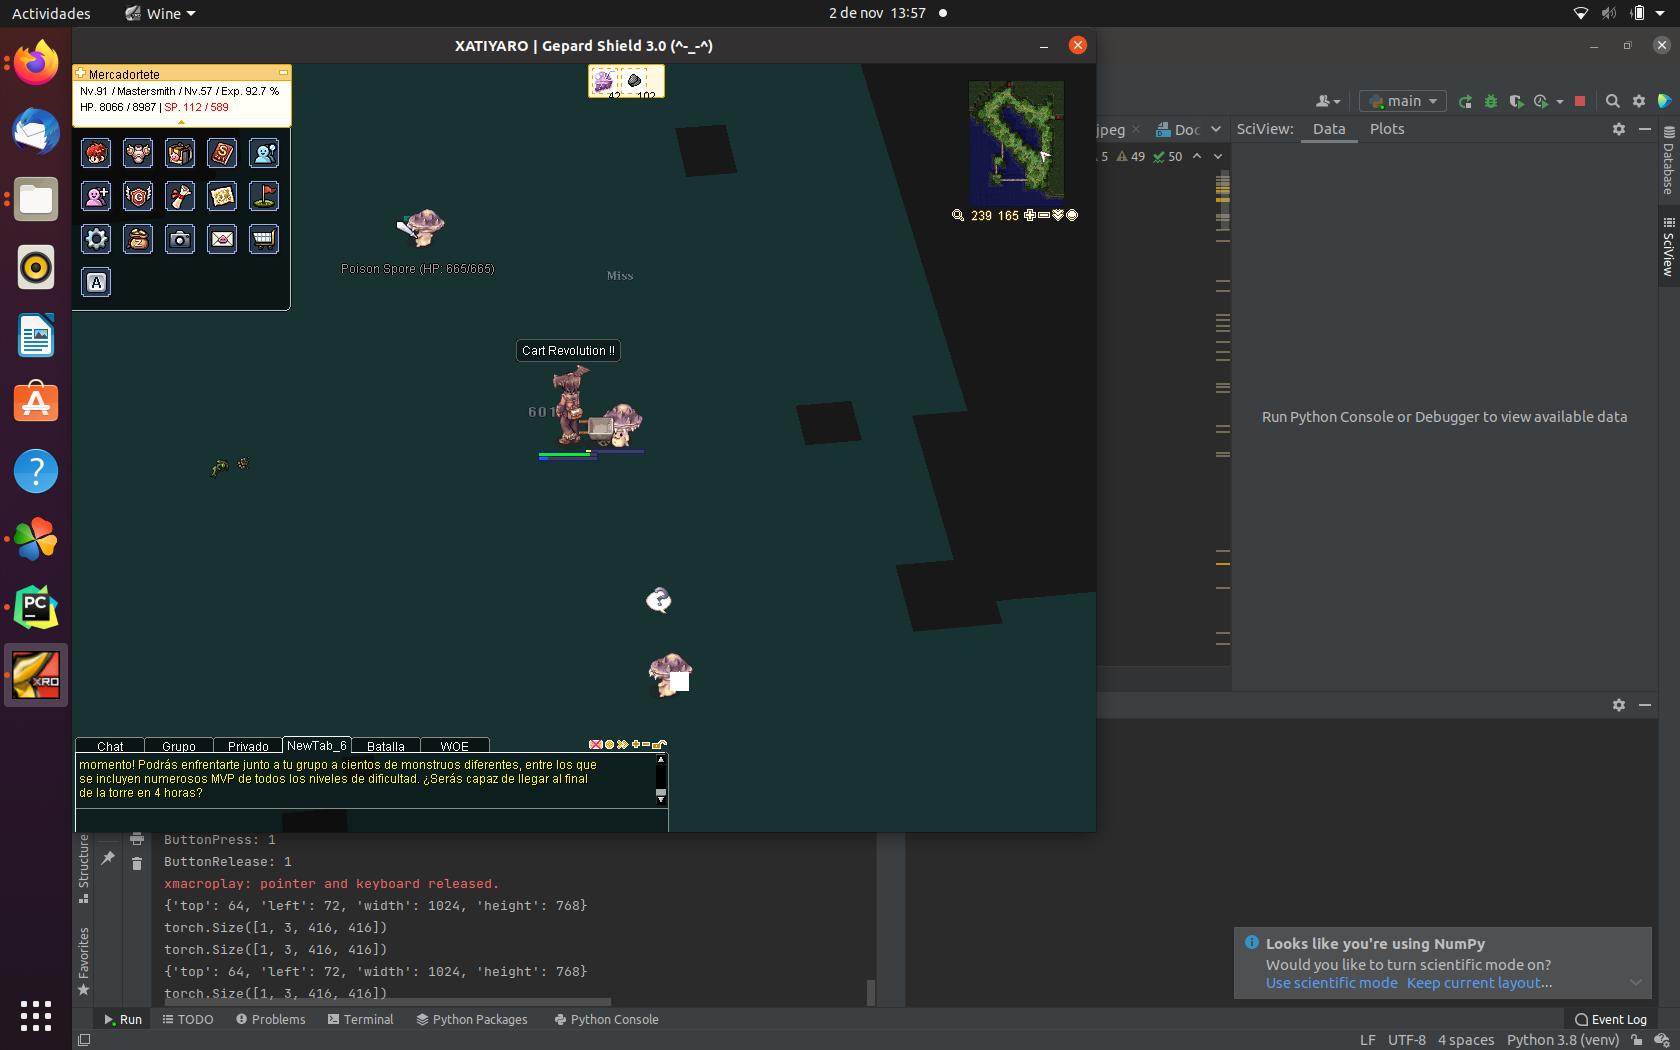 Actividades
Wine
2 de nov 13:57
XATIYARO | Gepard Shield 3.0 (^-_-^)
Mercadortete
Nv.91 / Mastersmith / Nv.57 / Exp. 92.7 %
HP. 8066 / 8987 | SP. 112 / 589
42
102
A
239 165
Poison Spore (HP: 665/665)
Miss
Cart Revolution !!
601
?
main
jpeg
Doc
SciView:
Data
Plots
5
49
50
Database
SciView
Run Python Console or Debugger to view available data
PC
XRO
Chat
Grupo
Privado
NewTab_6
Batalla
WOE
momento! Podrás enfrentarte junto a tu grupo a cientos de monstruos diferentes, entre los que
se incluyen numerosos MVP de todos los niveles de dificultad. ¿Serás capaz de llegar al final
de la torre en 4 horas?
Structure
Favorites
ButtonPress: 1
ButtonRelease: 1
xmacroplay: pointer and keyboard released.
{'top': 64, 'left': 72, 'width': 1024, 'height': 768}
torch.Size([1, 3, 416, 416])
torch.Size([1, 3, 416, 416])
{'top': 64, 'left': 72, 'width': 1024, 'height': 768}
torch.Size([1, 3, 416, 416])
Looks like you're using NumPy
Would you like to turn scientific mode on?
Use scientific mode Keep current layout...
Run
TODO
Problems
Terminal
Python Packages
Python Console
Event Log
LF UTF-8 4 spaces Python 3.8 (venv)